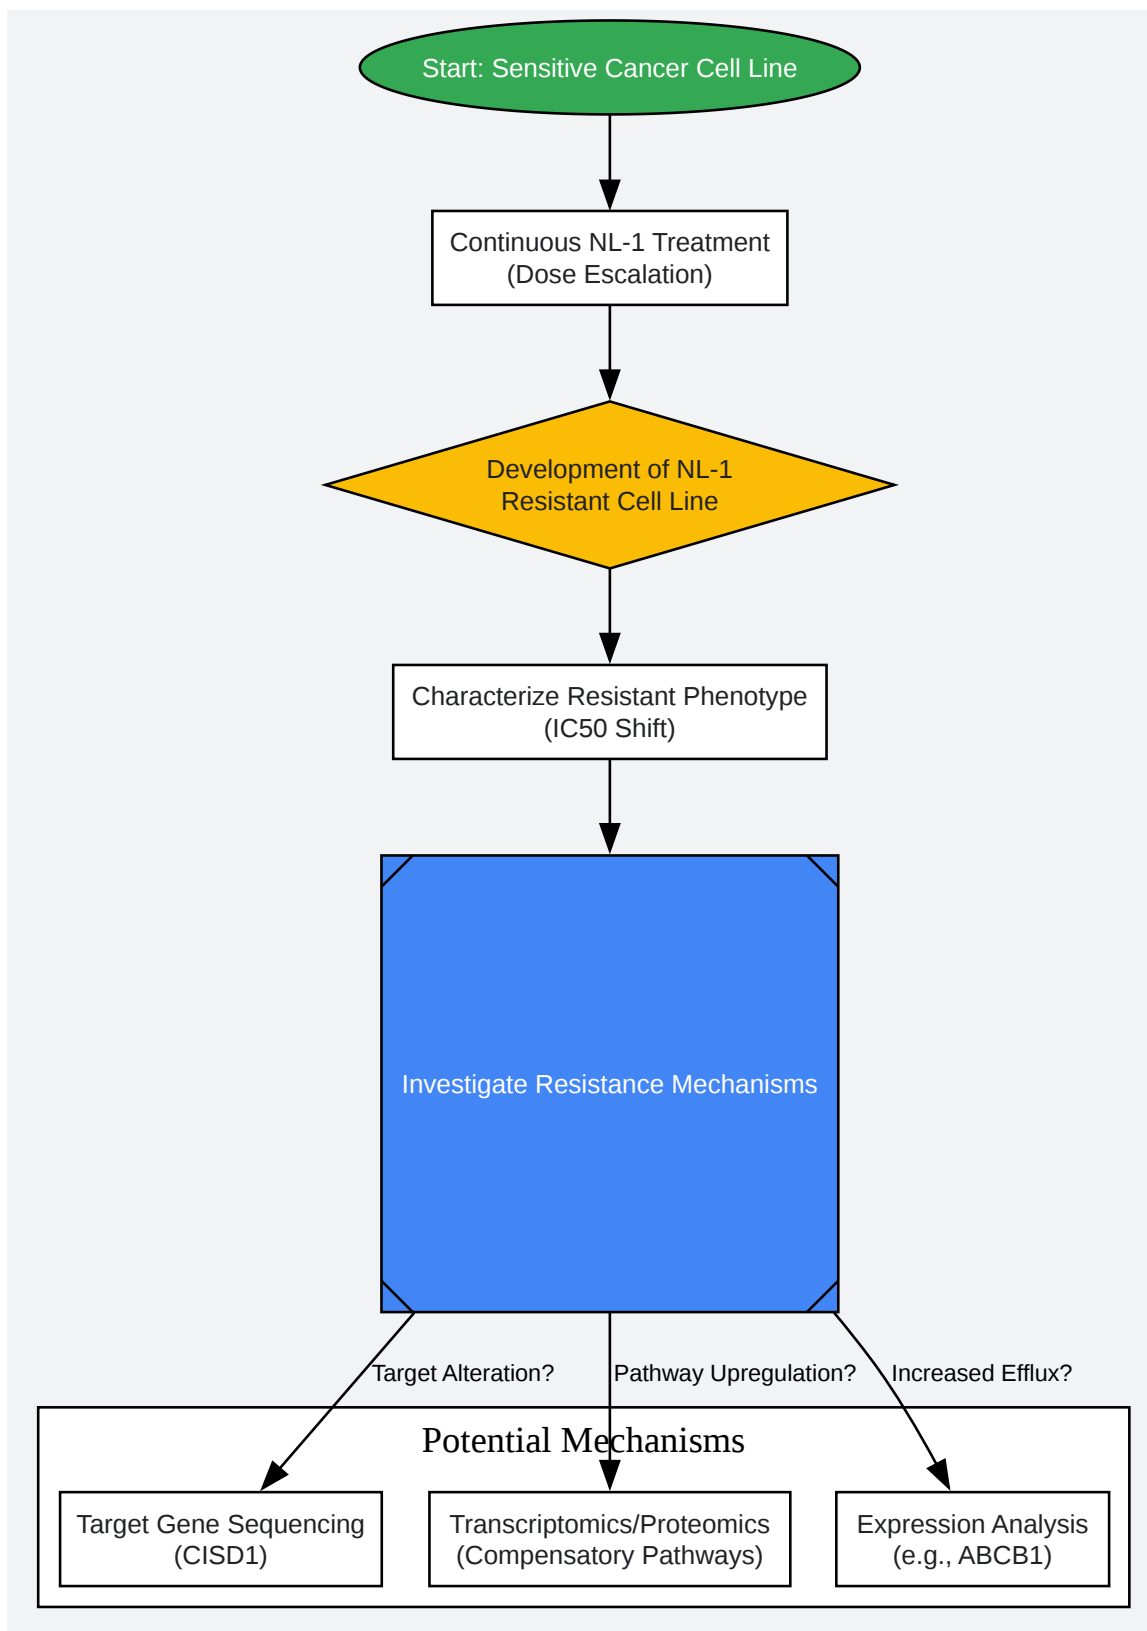 Start: Sensitive Cancer Cell Line
Continuous NL-1 Treatment
(Dose Escalation)
Development of NL-1
Resistant Cell Line
Characterize Resistant Phenotype
(IC50 Shift)
Investigate Resistance Mechanisms
Target Alteration?
Pathway Upregulation?
Increased Efflux?
Potential Mechanisms
Target Gene Sequencing
(CISD1)
Transcriptomics/Proteomics
(Compensatory Pathways)
Expression Analysis
(e.g., ABCB1)